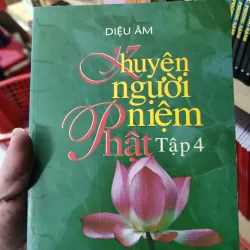 DIỆU ÂM
Khuyên
người
niệm
Phật Tập 4